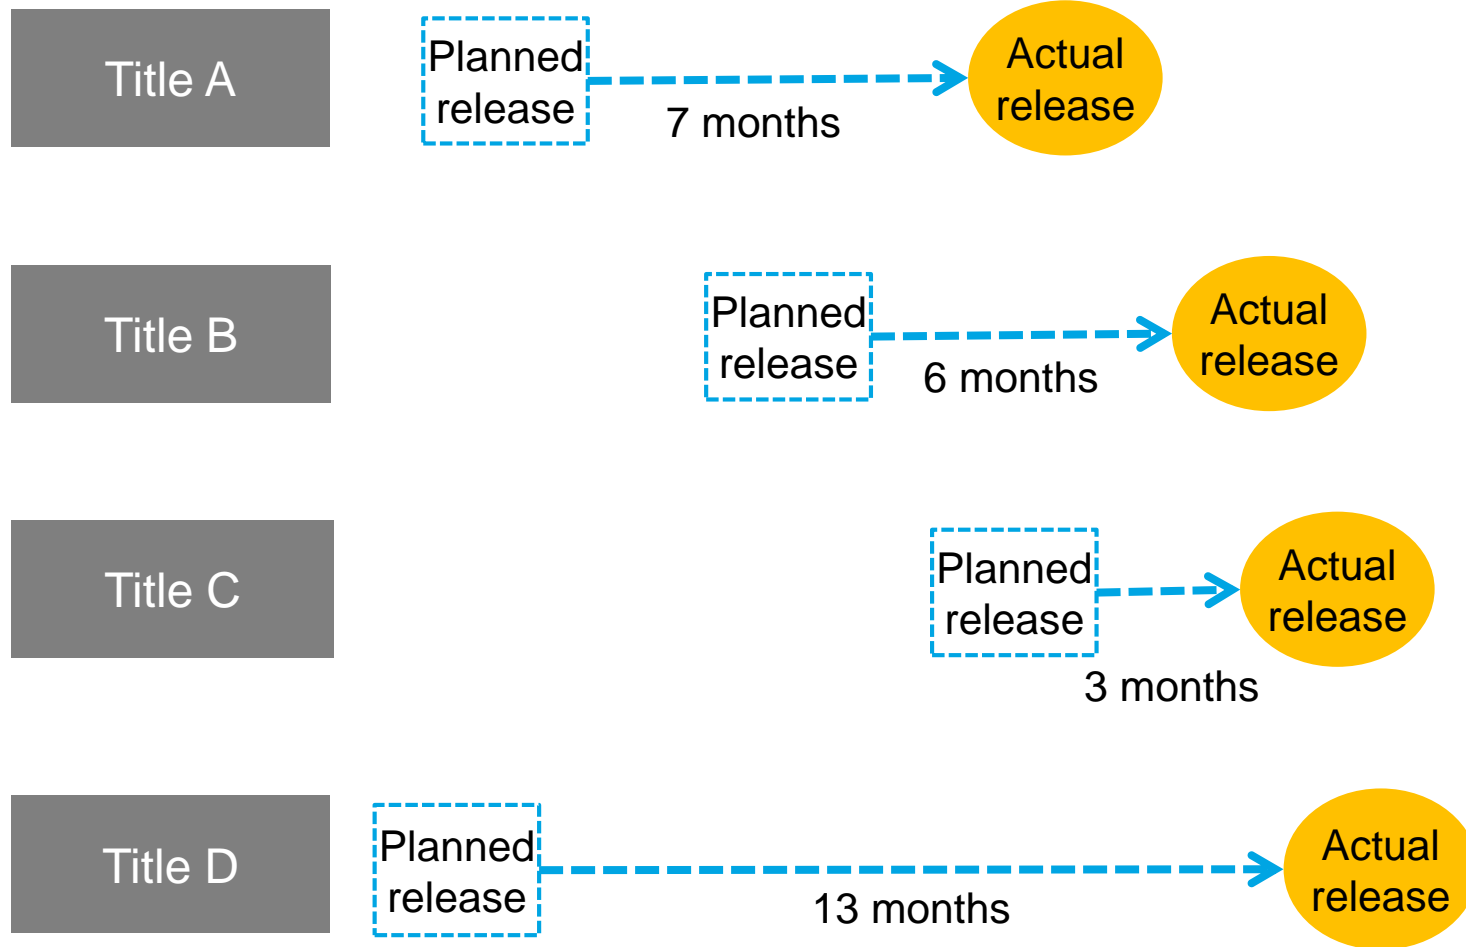 Title A
Planned
release
7 months
Actual
release
Title B
Planned
release
6 months
Actual
release
Title C
Planned
release
3 months
Actual
release
Title D
Planned
release
13 months
Actual
release